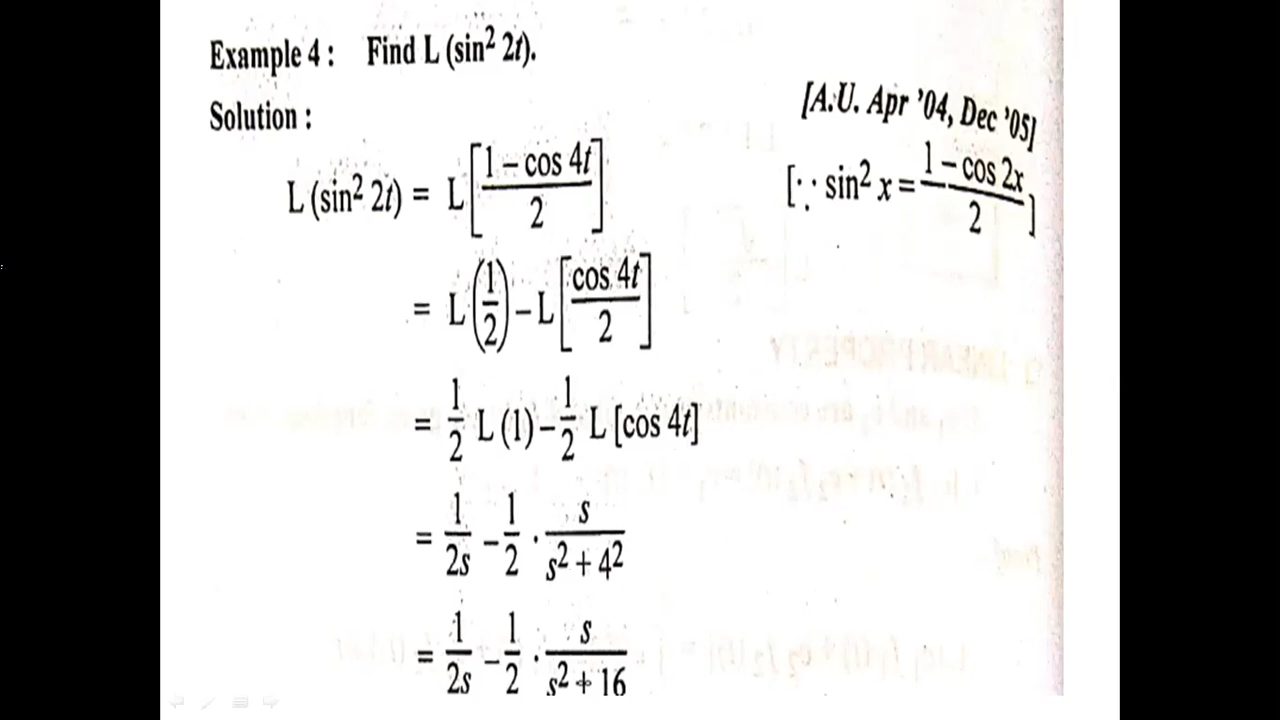 Example 4 : Find L (sin² 2t).
Solution :
[A.U. Apr '04, Dec '05]
L (sin² 2t) = L [(1 – cos 4t)/2] [∵ sin² x = (1 – cos 2x)/2]
= L (1/2) – L [cos 4t/2]
= 1/2 L (1) – 1/2 L [cos 4t]
= 1/2s – 1/2 · s/(s² + 4²)
= 1/2s – 1/2 · s/(s² + 16)